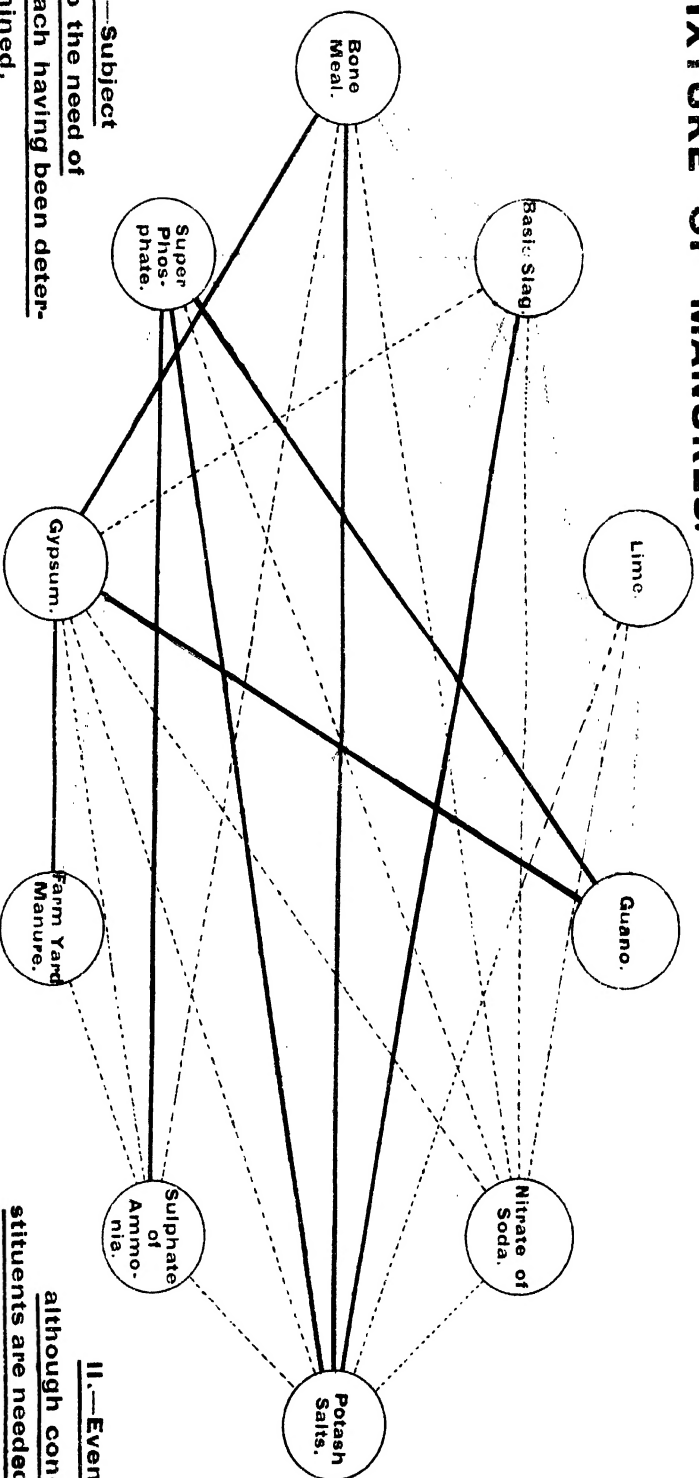 IXTURE OF MANURES.
Lime.
Guano.
Basic Slag.
Nitrate of
Soda.
Bone
Meal.
Potash
Salts.
Super
Phos-
phate.
Sulphate
of
Ammo-
nia.
Gypsum.
Farm Yard
Manure.
—Subject
o the need of
ach having been deter-
ined.
II.—Even
although con
stituents are needed